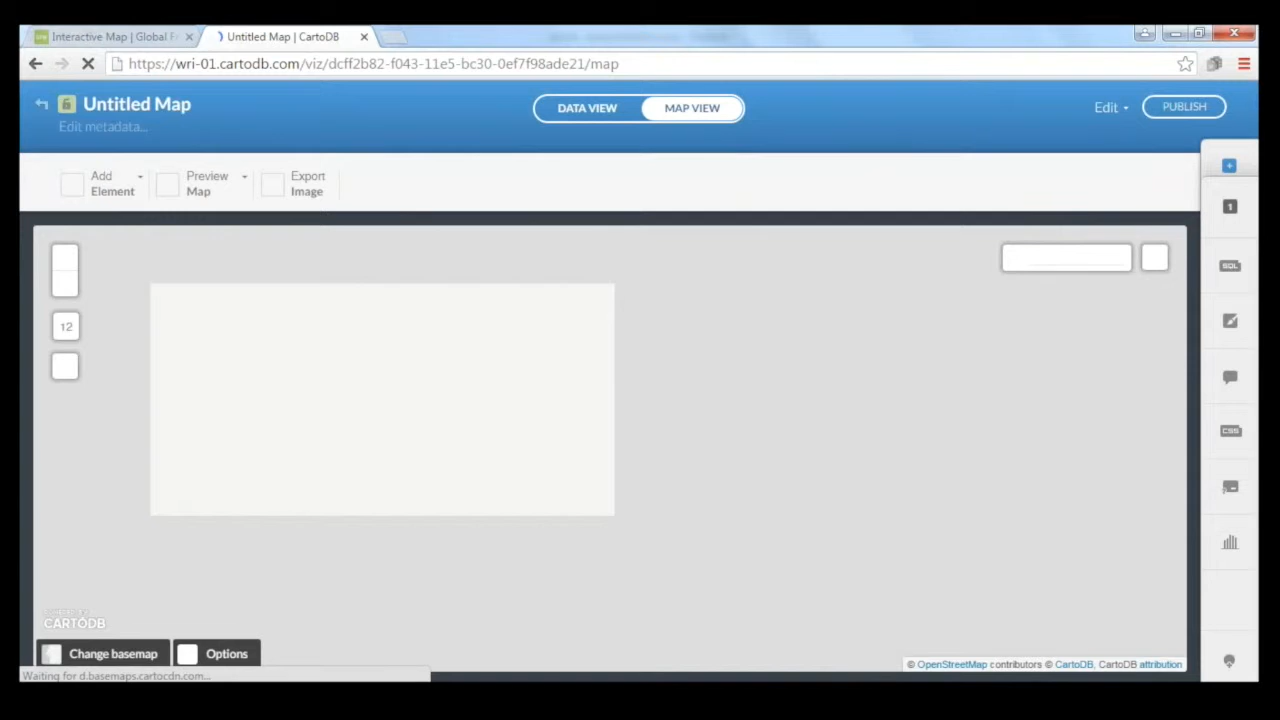 Interactive Map | Global F
Untitled Map | CartoDB
https://wri-01.cartodb.com/viz/dcff2b82-f043-11e5-bc30-0ef7f98ade21/map
Untitled Map
Edit metadata...
DATA VIEW
MAP VIEW
Edit
PUBLISH
Add
Element
Preview
Map
Export
Image
1
SQL
12
CSS
CARTODB
Change basemap
Options
© OpenStreetMap contributors © CartoDB, CartoDB attribution
Waiting for d.basemaps.cartocdn.com...